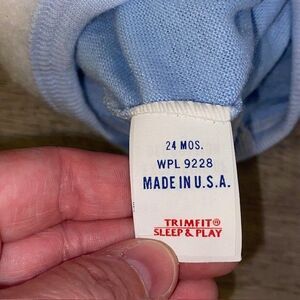 24 MOS.
WPL 9228
MADE IN U.S.A.
TRIMFIT®
SLEEP & PLAY